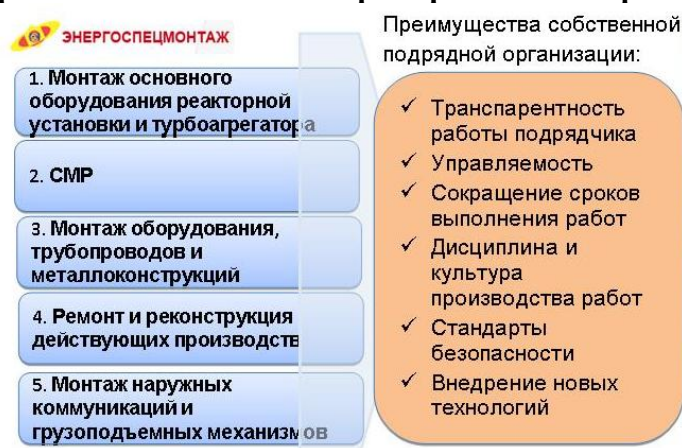 ЭНЕРГОСПЕЦМОНТАЖ
1. Монтаж основного
оборудования реакторной
установки и турбоагрегатора
2. СМР
3. Монтаж оборудования,
трубопроводов и
металлоконструкций
4. Ремонт и реконструкция
действующих производств
5. Монтаж наружных
коммуникаций и
грузоподъемных механизмов
Преимущества собственной
подрядной организации:
✓ Транспарентность
работы подрядчика
✓ Управляемость
✓ Сокращение сроков
выполнения работ
✓ Дисциплина и
культура
производства работ
✓ Стандарты
безопасности
✓ Внедрение новых
технологий